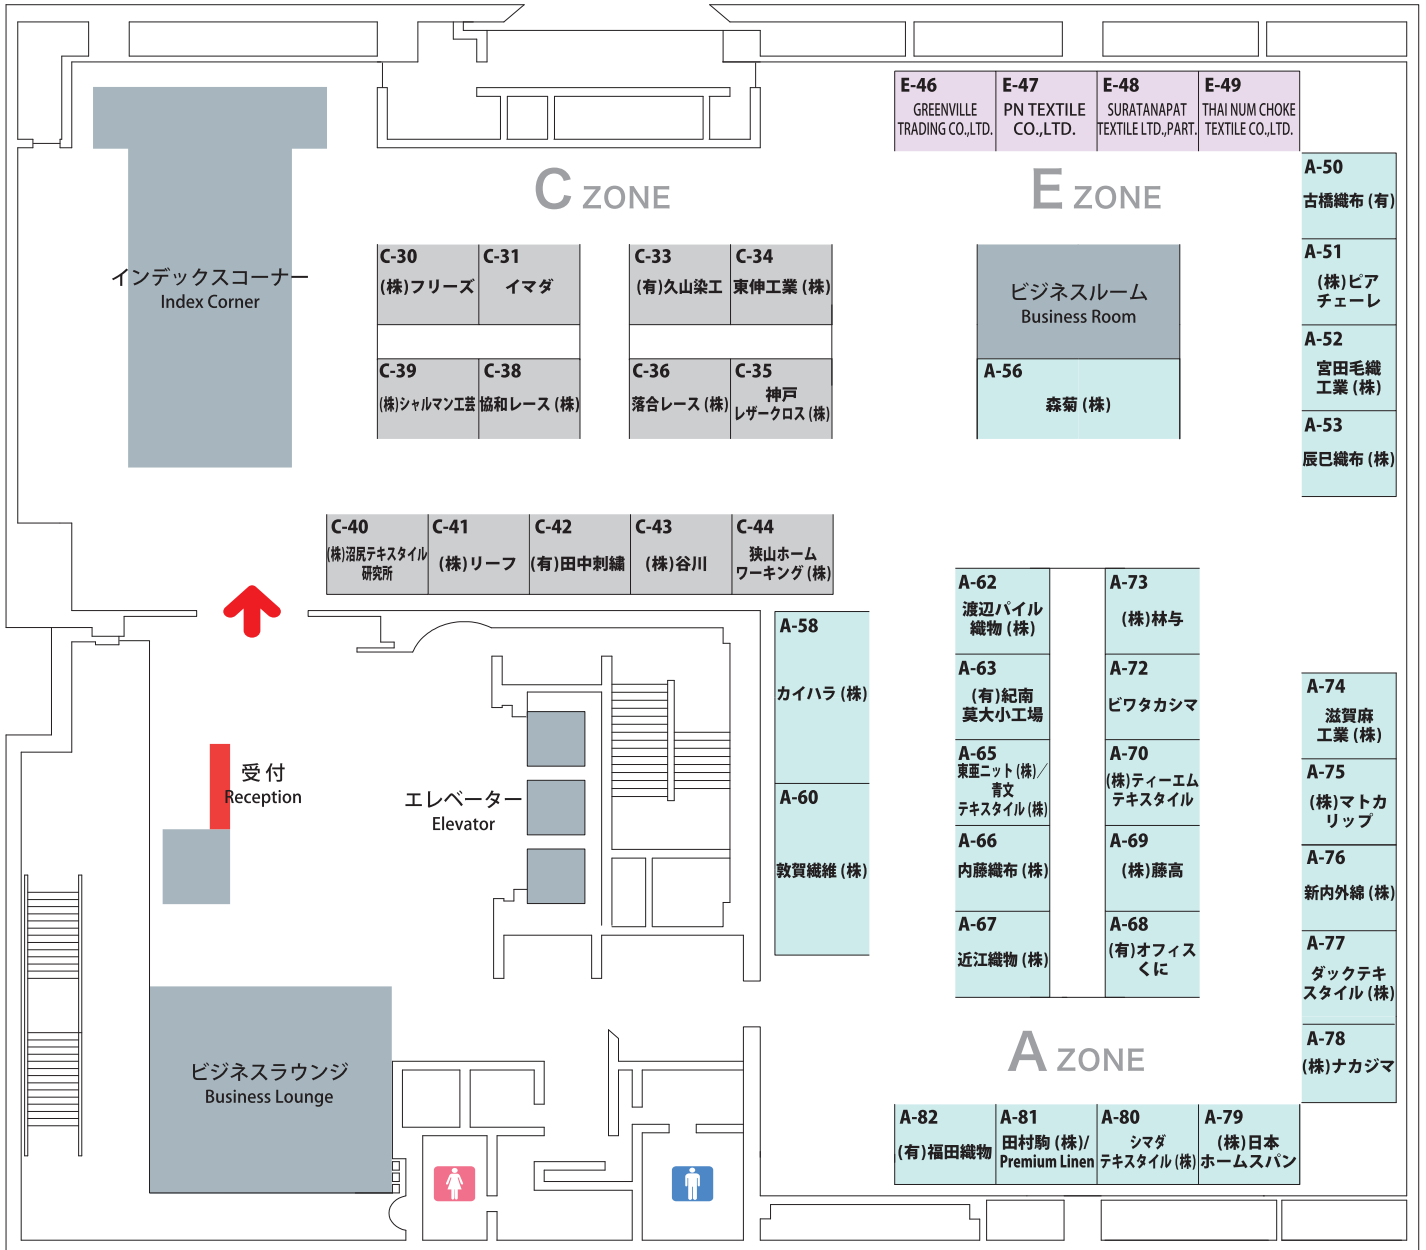 E-46
GREENVILLE
TRADING CO.,LTD.
E-47
PN TEXTILE
CO.,LTD.
E-48
SURATANAPAT
TEXTILE LTD.,PART.
E-49
THAI NUM CHOKE
TEXTILE CO.,LTD.
C ZONE
E ZONE
A-50
古橋織布(有)
A-51
(株)ピア
チェーレ
A-52
宮田毛織
工業(株)
A-53
辰巳織布(株)
インデックスコーナー
Index Corner
C-30
(株)フリーズ
C-31
イマダ
C-33
(有)久山染工
C-34
東伸工業(株)
ビジネスルーム
Business Room
C-39
(株)シャルマン工芸
C-38
協和レース(株)
C-36
落合レース(株)
C-35
神戸
レザークロス(株)
A-56
森菊(株)
C-40
(株)沼尻テキスタイル
研究所
C-41
(株)リーフ
C-42
(有)田中刺繍
C-43
(株)谷川
C-44
狭山ホーム
ワーキング(株)
A-58
カイハラ(株)
A-60
敦賀繊維(株)
A-62
渡辺パイル
織物(株)
A-63
(有)紀南
莫大小工場
A-65
東亜ニット(株)／
青文
テキスタイル(株)
A-66
内藤織布(株)
A-67
近江織物(株)
A-73
(株)林与
A-72
ビワタカシマ
A-70
(株)ティーエム
テキスタイル
A-69
(株)藤高
A-68
(有)オフィス
くに
A-74
滋賀麻
工業(株)
A-75
(株)マトカ
リップ
A-76
新内外綿(株)
A-77
ダックテキ
スタイル(株)
A-78
(株)ナカジマ
受付
Reception
エレベーター
Elevator
ビジネスラウンジ
Business Lounge
A ZONE
A-82
(有)福田織物
A-81
田村駒(株)/
Premium Linen
A-80
シマダ
テキスタイル(株)
A-79
(株)日本
ホームスパン